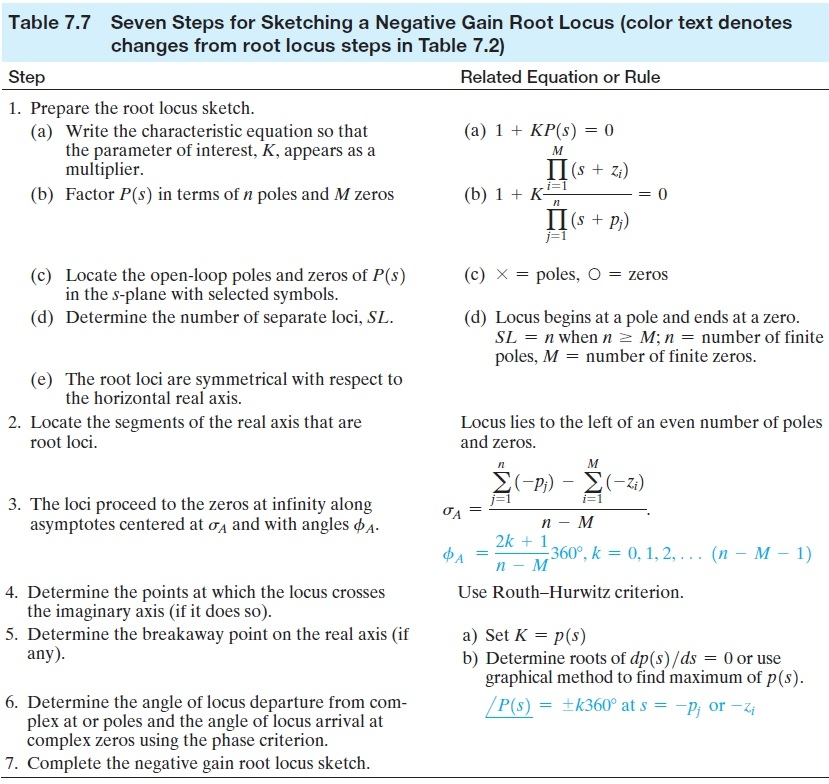 Table 7.7 Seven Steps for Sketching a Negative Gain Root Locus (color text denotes
changes from root locus steps in Table 7.2)
Step Related Equation or Rule
1. Prepare the root locus sketch.
(a) Write the characteristic equation so that
the parameter of interest, K, appears as a
multiplier.
(a) 1 + KP(s) = 0
(b) Factor P(s) in terms of n poles and M zeros
(b) 1 + K \frac{\prod_{i=1}^{M}(s + z_i)}{\prod_{j=1}^{n}(s + p_j)} = 0
(c) Locate the open-loop poles and zeros of P(s)
in the s-plane with selected symbols.
(c) × = poles, ○ = zeros
(d) Determine the number of separate loci, SL.
(d) Locus begins at a pole and ends at a zero.
SL = n when n ≥ M; n = number of finite
poles, M = number of finite zeros.
(e) The root loci are symmetrical with respect to
the horizontal real axis.
2. Locate the segments of the real axis that are
root loci.
Locus lies to the left of an even number of poles
and zeros.
3. The loci proceed to the zeros at infinity along
asymptotes centered at σ_A and with angles ϕ_A.
σ_A = \frac{\sum_{j=1}^{n}(-p_j) - \sum_{i=1}^{M}(-z_i)}{n - M}.
ϕ_A = \frac{2k + 1}{n - M}360°, k = 0, 1, 2, . . . (n − M − 1)
4. Determine the points at which the locus crosses
the imaginary axis (if it does so).
Use Routh–Hurwitz criterion.
5. Determine the breakaway point on the real axis (if
any).
a) Set K = p(s)
b) Determine roots of dp(s)/ds = 0 or use
graphical method to find maximum of p(s).
6. Determine the angle of locus departure from com-
plex at or poles and the angle of locus arrival at
complex zeros using the phase criterion.
∠P(s) = ±k360° at s = −p_j or −z_i
7. Complete the negative gain root locus sketch.